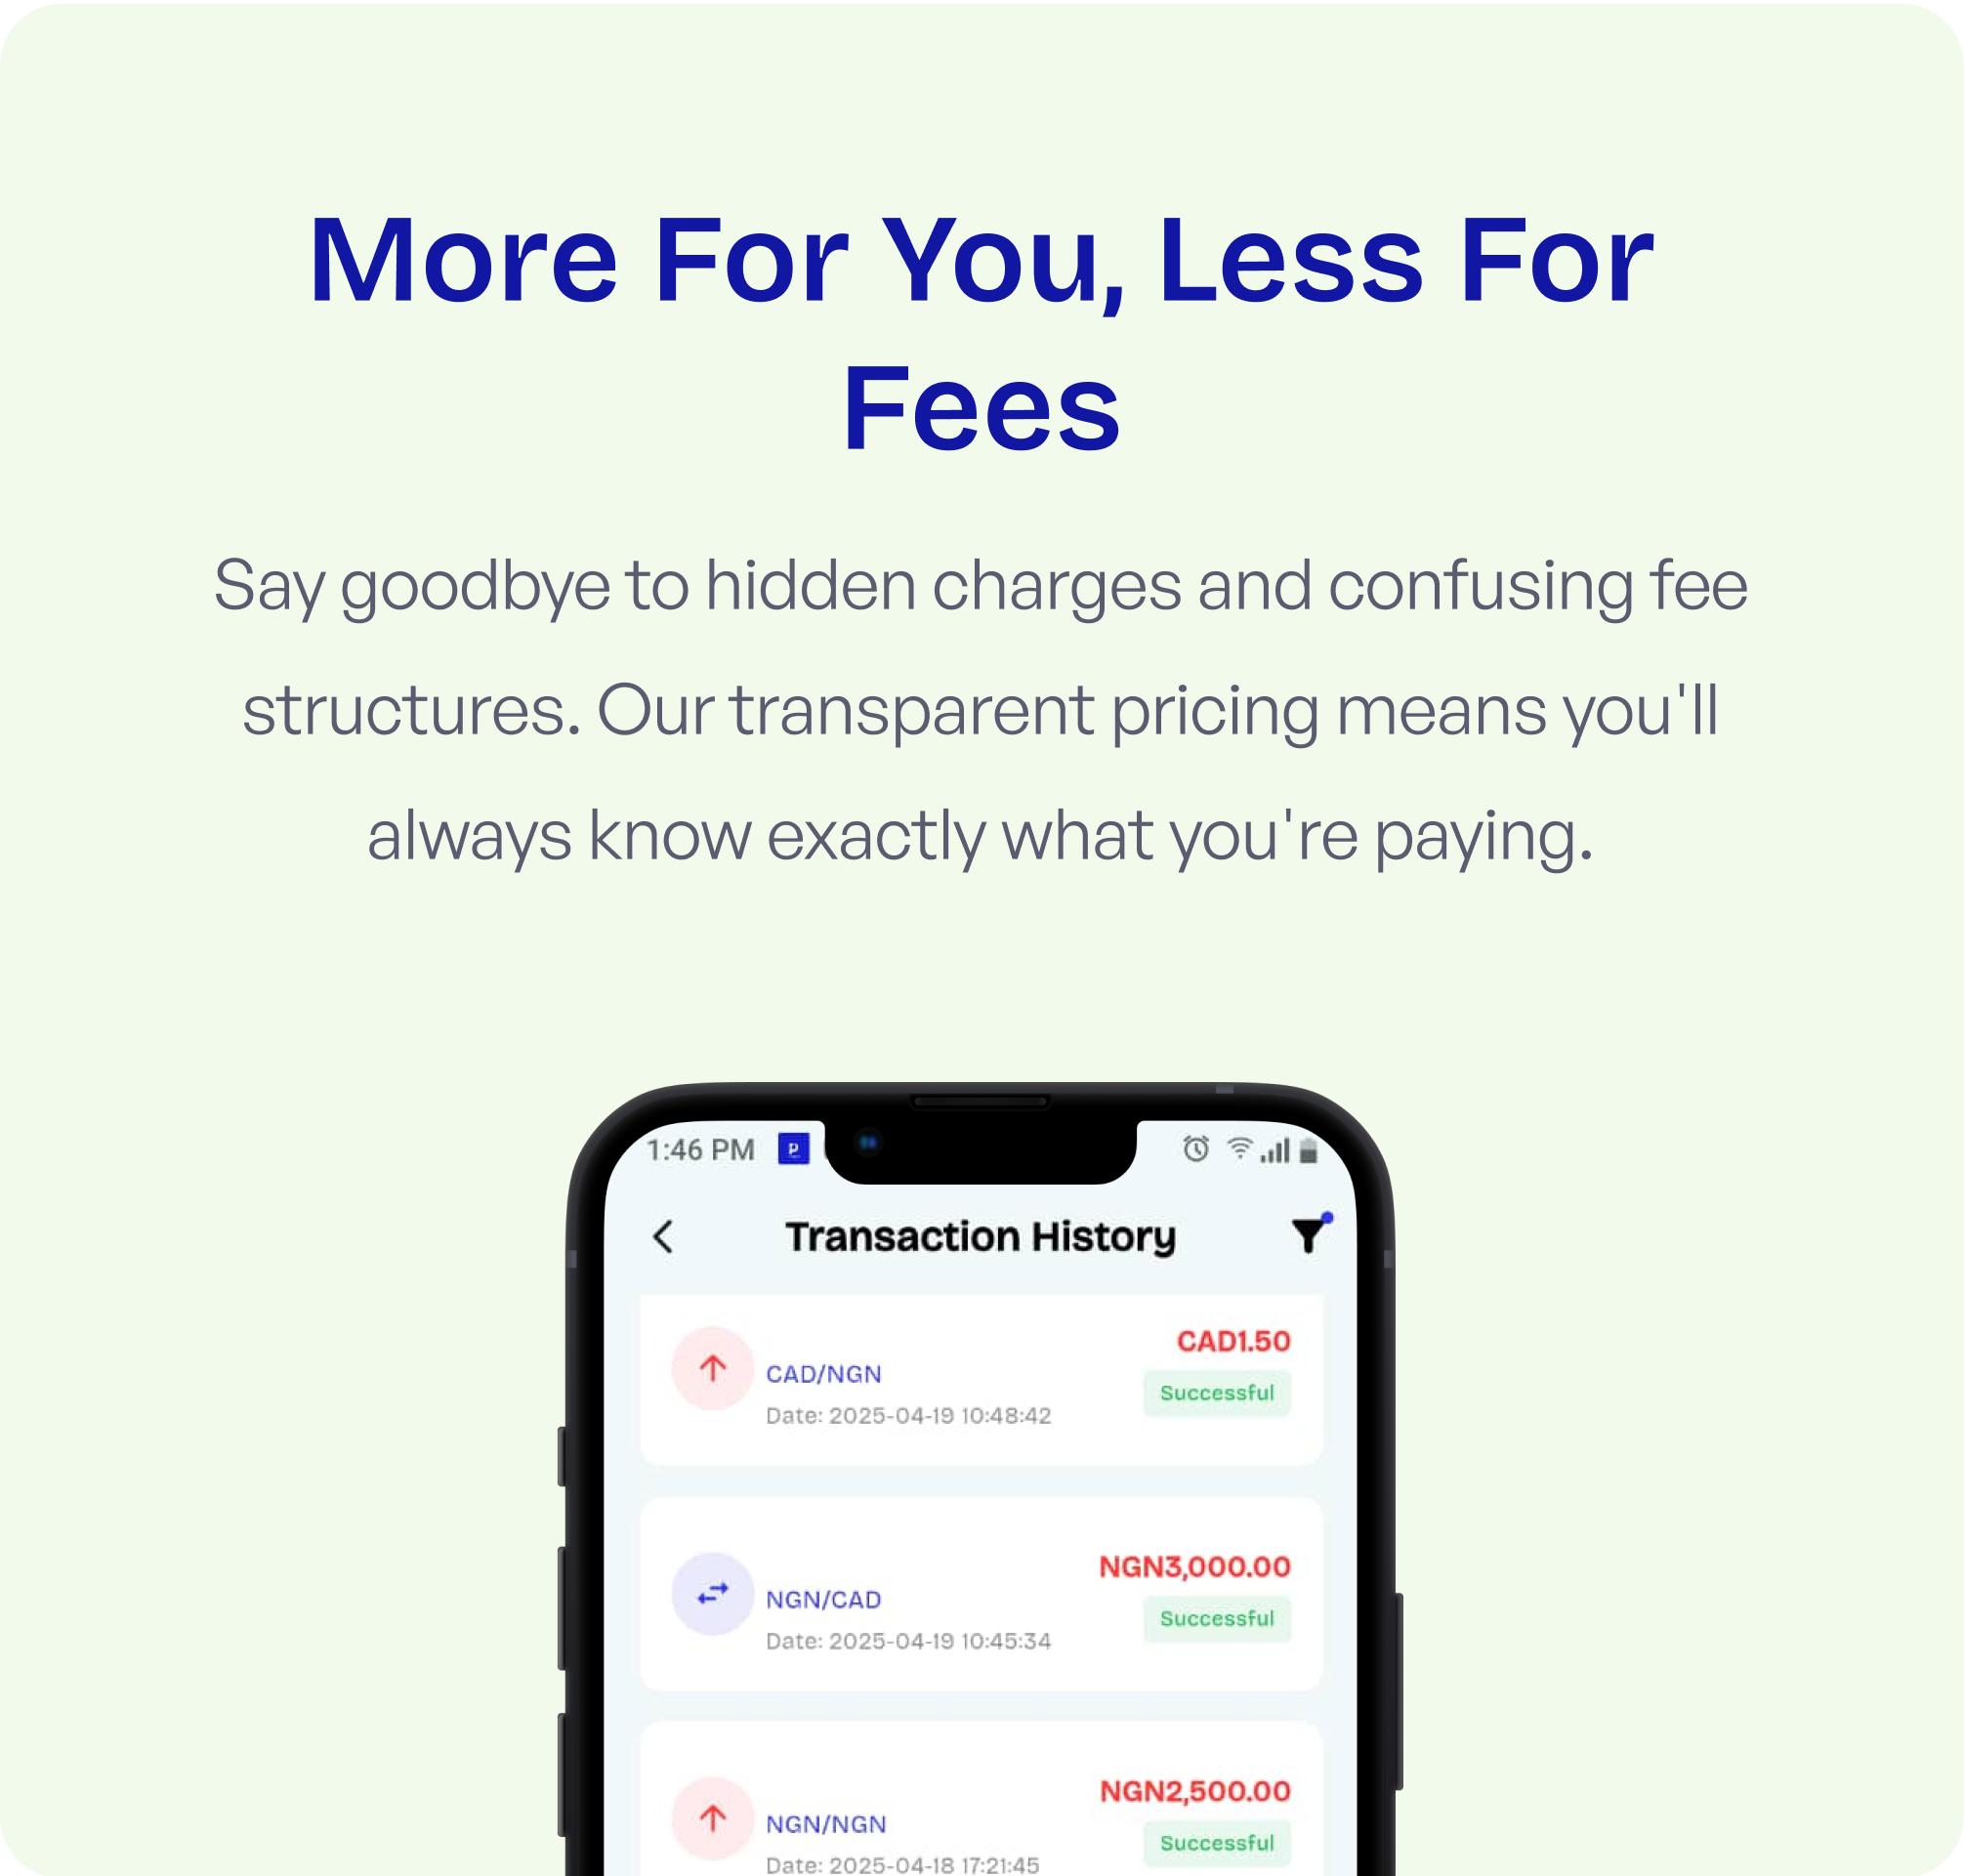 More For You, Less For
Fees
Say goodbye to hidden charges and confusing fee
structures. Our transparent pricing means you'll
always know exactly what you're paying.
1:46 PM
Transaction History
CAD1.50
CAD/NGN
Successful
Date: 2025-04-19 10:48:42
NGN3,000.00
NGN/CAD
Successful
Date: 2025-04-19 10:45:34
NGN2,500.00
NGN/NGN
Successful
Date: 2025-04-18 17:21:45